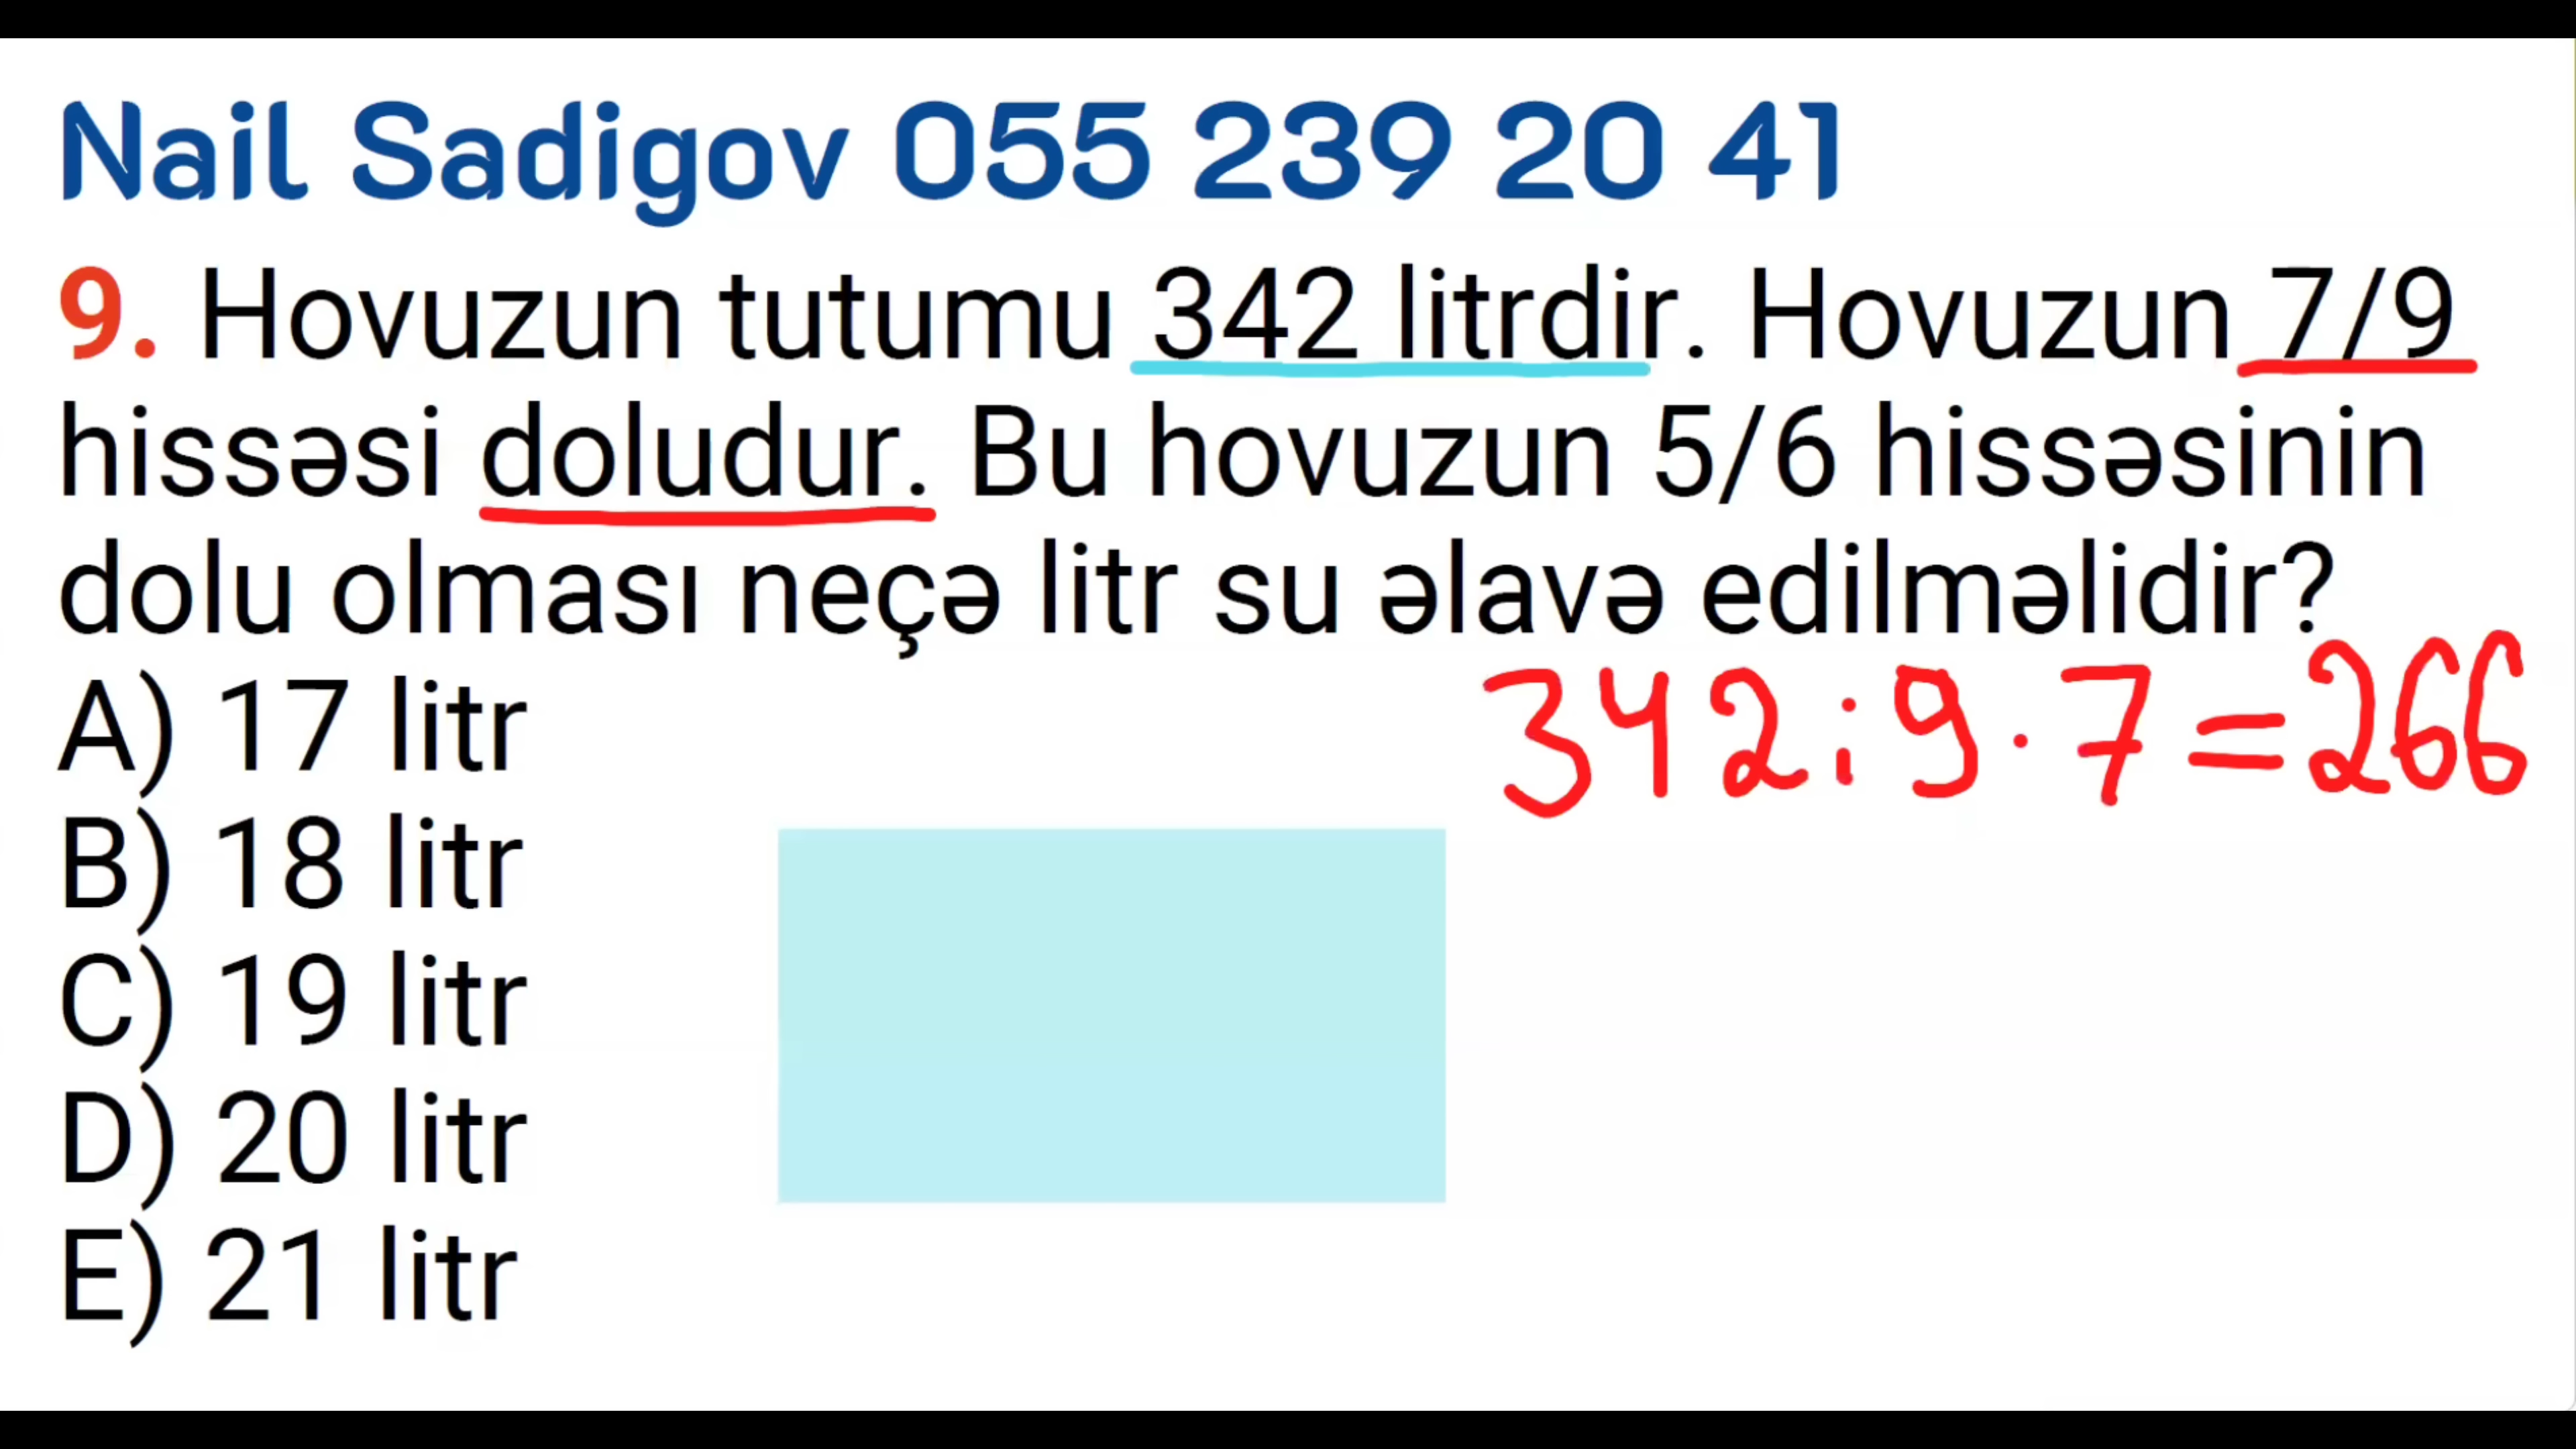 Nail Sadigov 055 239 20 41
9. Hovuzun tutumu 342 litrdir. Hovuzun 7/9
hissəsi doludur. Bu hovuzun 5/6 hissəsinin
dolu olması neçə litr su əlavə edilməlidir?
342:9·7=266
A) 17 litr
B) 18 litr
C) 19 litr
D) 20 litr
E) 21 litr